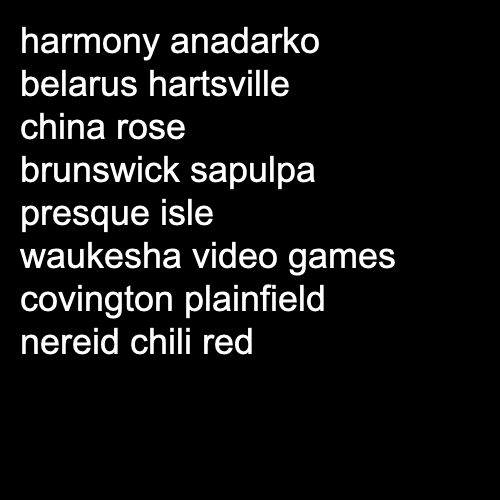 harmony anadarko
belarus hartsville
china rose
brunswick sapulpa
presque isle
waukesha video games
covington plainfield
nereid chili red